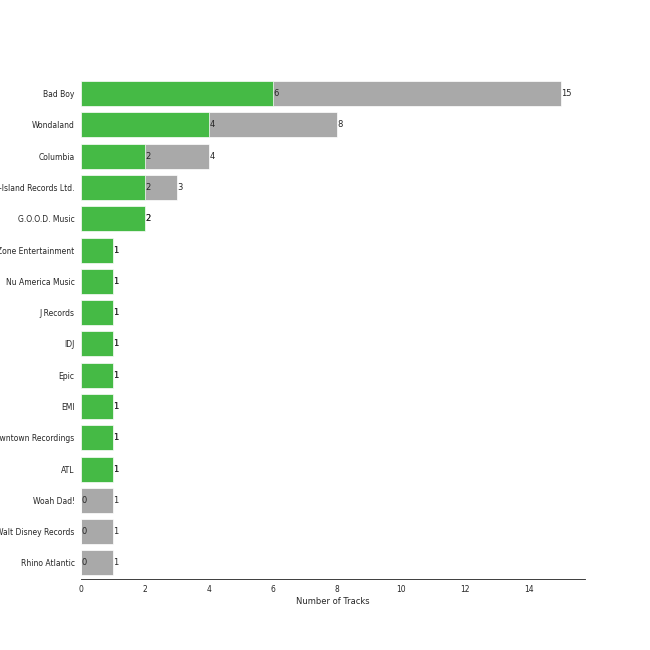 Bad Boy 6 15
Wondaland 4 8
Columbia 2 4
-Island Records Ltd. 2 3
G.O.O.D. Music 2
Zone Entertainment 1
Nu America Music 1
J Records 1
IDJ 1
Epic 1
EMI 1
wntown Recordings 1
ATL 1
Woah Dad! 0 1
Walt Disney Records 0 1
Rhino Atlantic 0 1
0 2 4 6 8 10 12 14
Number of Tracks